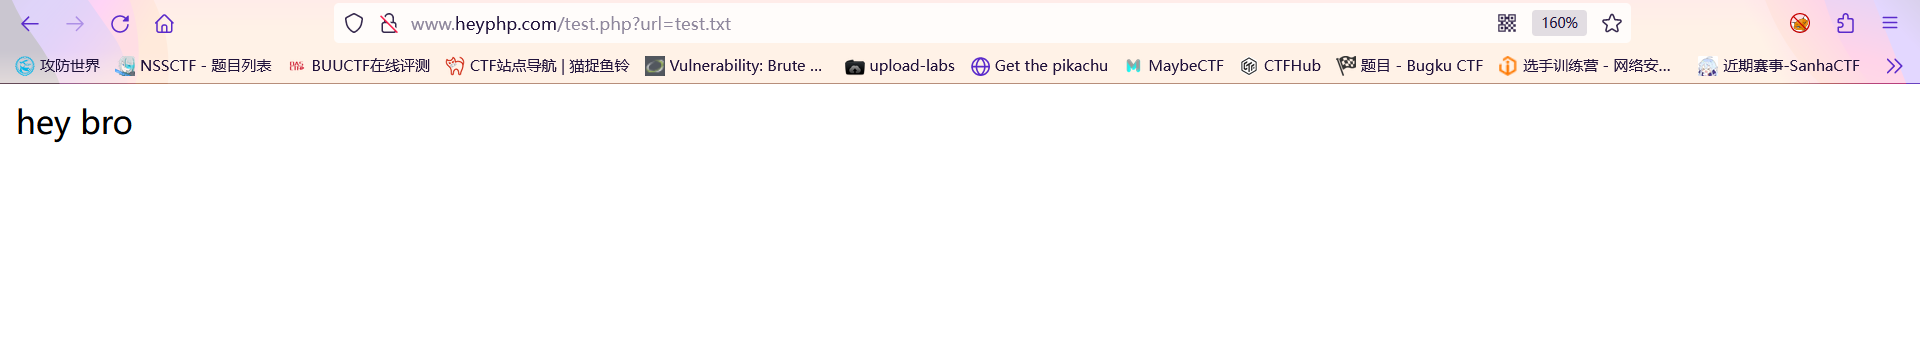 www.heyphp.com/test.php?url=test.txt 160%
攻防世界 NSSCTF - 题目列表 BUUCTF在线评测 CTF站点导航 | 猫捉鱼铃 Vulnerability: Brute ... upload-labs Get the pikachu MaybeCTF CTFHub 题目 - Bugku CTF 选手训练营 - 网络安... 近期赛事-SanhaCTF
hey bro